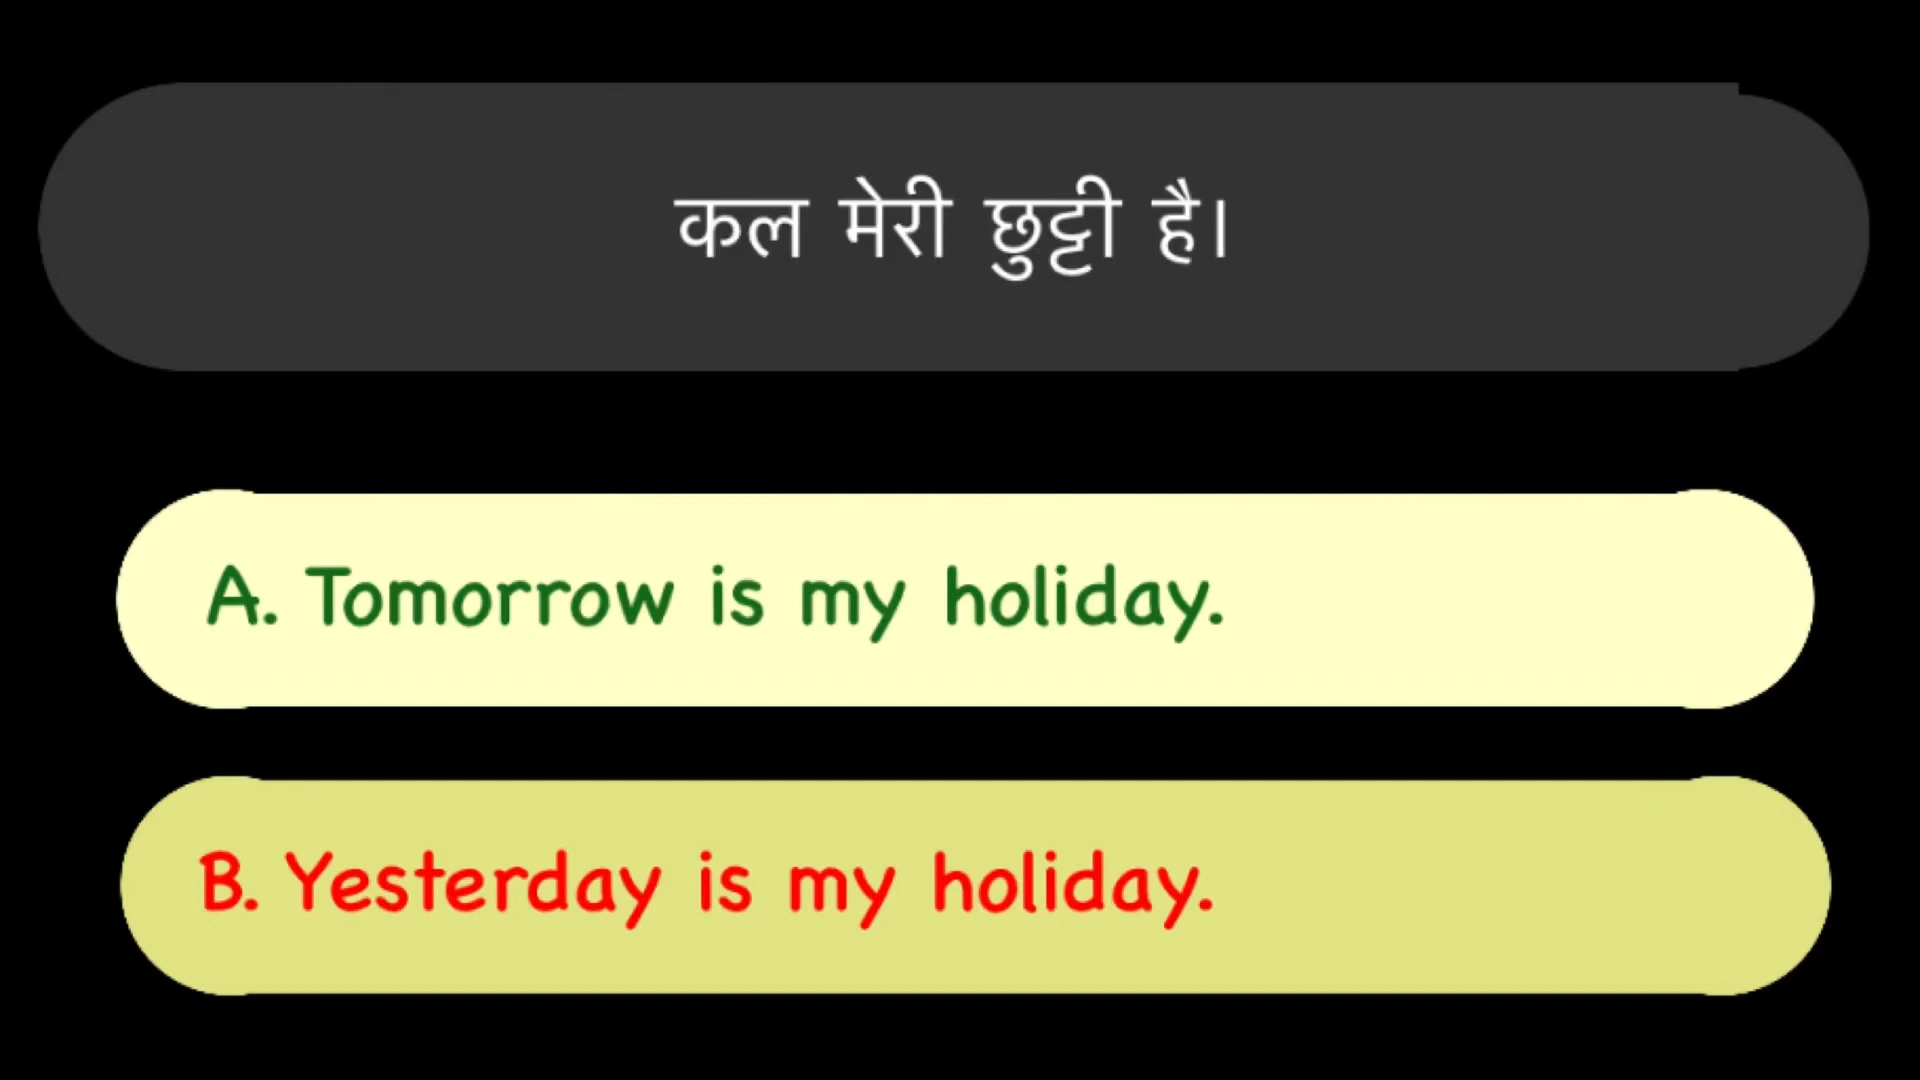 कल मेरी छुट्टी है।
A. Tomorrow is my holiday.
B. Yesterday is my holiday.